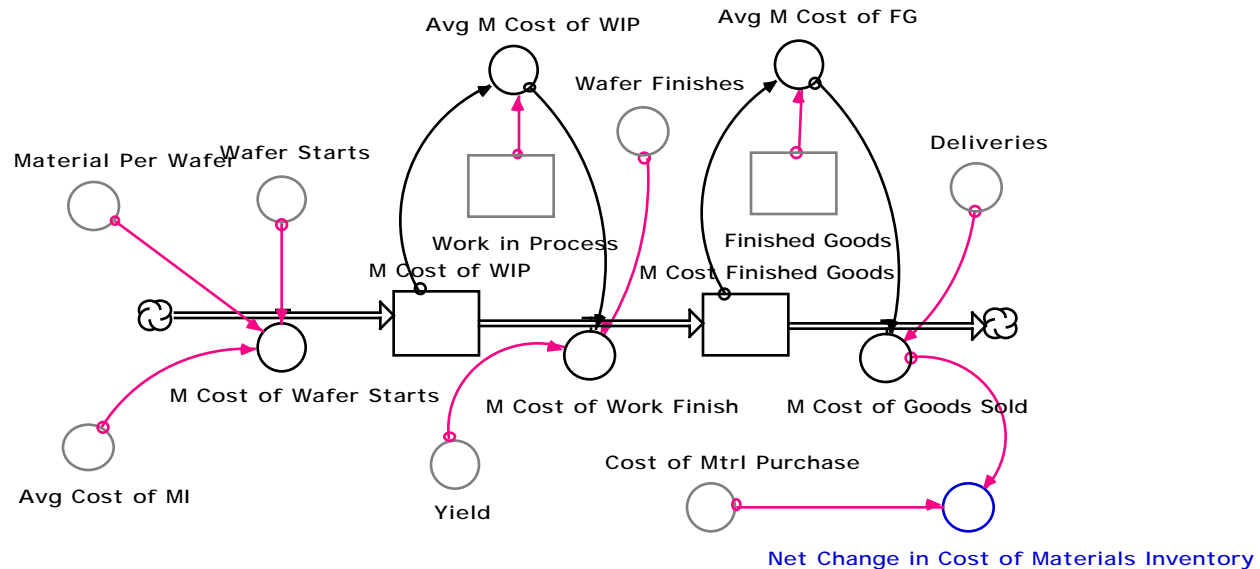 Avg M Cost of WIP
Avg M Cost of FG
Wafer Finishes
Deliveries
Wafer Starts
Material Per Wafer
Work in Process
Finished Goods
M Cost of WIP
M Cost Finished Goods
M Cost of Wafer Starts
M Cost of Work Finish
M Cost of Goods Sold
Cost of Mtrl Purchase
Avg Cost of MI
Yield
Net Change in Cost of Materials Inventory